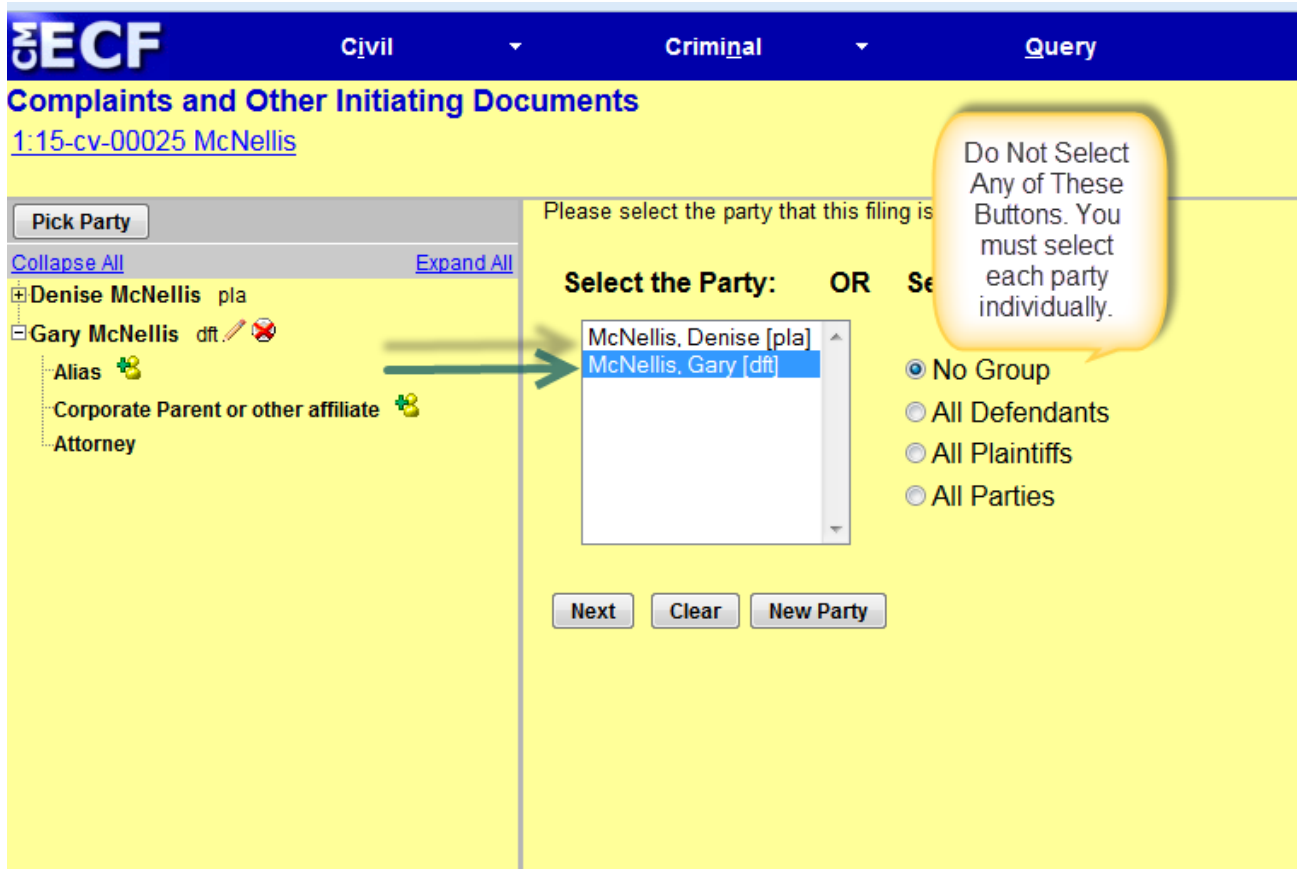 CM ECF Civil Criminal Query
Complaints and Other Initiating Documents
1:15-cv-00025 McNellis
Pick Party
Collapse All Expand All
Denise McNellis pla
Gary McNellis dft
Alias
Corporate Parent or other affiliate
Attorney
Please select the party that this filing is
Select the Party: OR Se
McNellis, Denise [pla]
McNellis, Gary [dft]
No Group
All Defendants
All Plaintiffs
All Parties
Next Clear New Party
Do Not Select
Any of These
Buttons. You
must select
each party
individually.